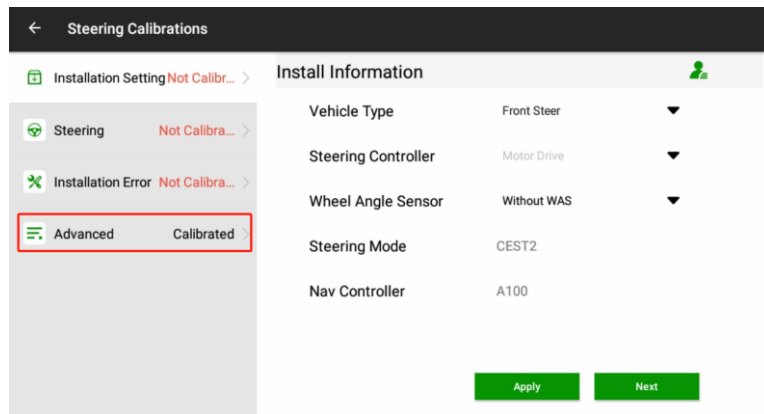 Steering Calibrations
Installation Setting Not Calibr...
Steering Not Calibra...
Installation Error Not Calibra...
Advanced Calibrated
Install Information
Vehicle Type Front Steer
Steering Controller Motor Drive
Wheel Angle Sensor Without WAS
Steering Mode CEST2
Nav Controller A100
Apply Next